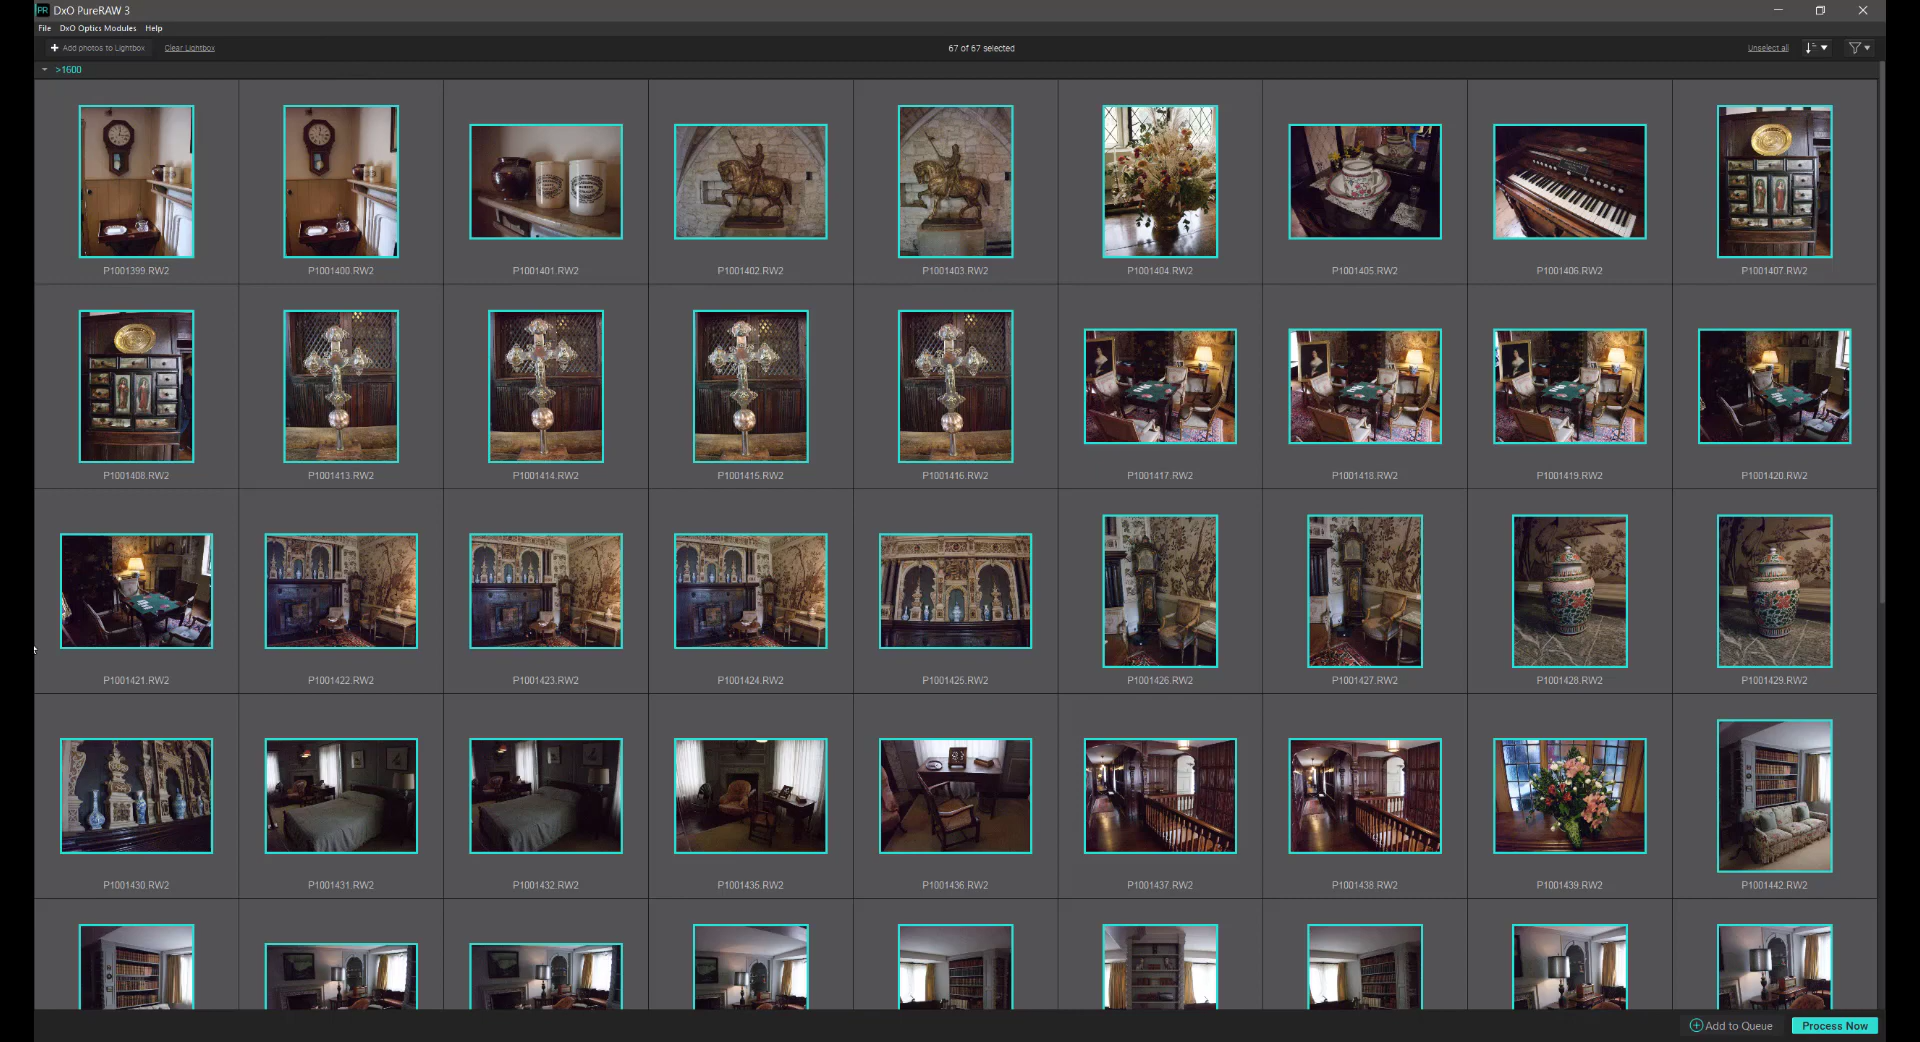 PR DxO PureRAW 3
File DxO Optics Modules Help
Add photos to Lightbox Clear Lightbox 67 of 67 selected Unselect all
>1600
P1001399.RW2 P1001400.RW2 P1001401.RW2 P1001402.RW2 P1001403.RW2 P1001404.RW2 P1001405.RW2 P1001406.RW2 P1001407.RW2
P1001408.RW2 P1001413.RW2 P1001414.RW2 P1001415.RW2 P1001416.RW2 P1001417.RW2 P1001418.RW2 P1001419.RW2 P1001420.RW2
P1001421.RW2 P1001422.RW2 P1001423.RW2 P1001424.RW2 P1001425.RW2 P1001426.RW2 P1001427.RW2 P1001428.RW2 P1001429.RW2
P1001430.RW2 P1001431.RW2 P1001432.RW2 P1001435.RW2 P1001436.RW2 P1001437.RW2 P1001438.RW2 P1001439.RW2 P1001442.RW2
Add to Queue Process Now